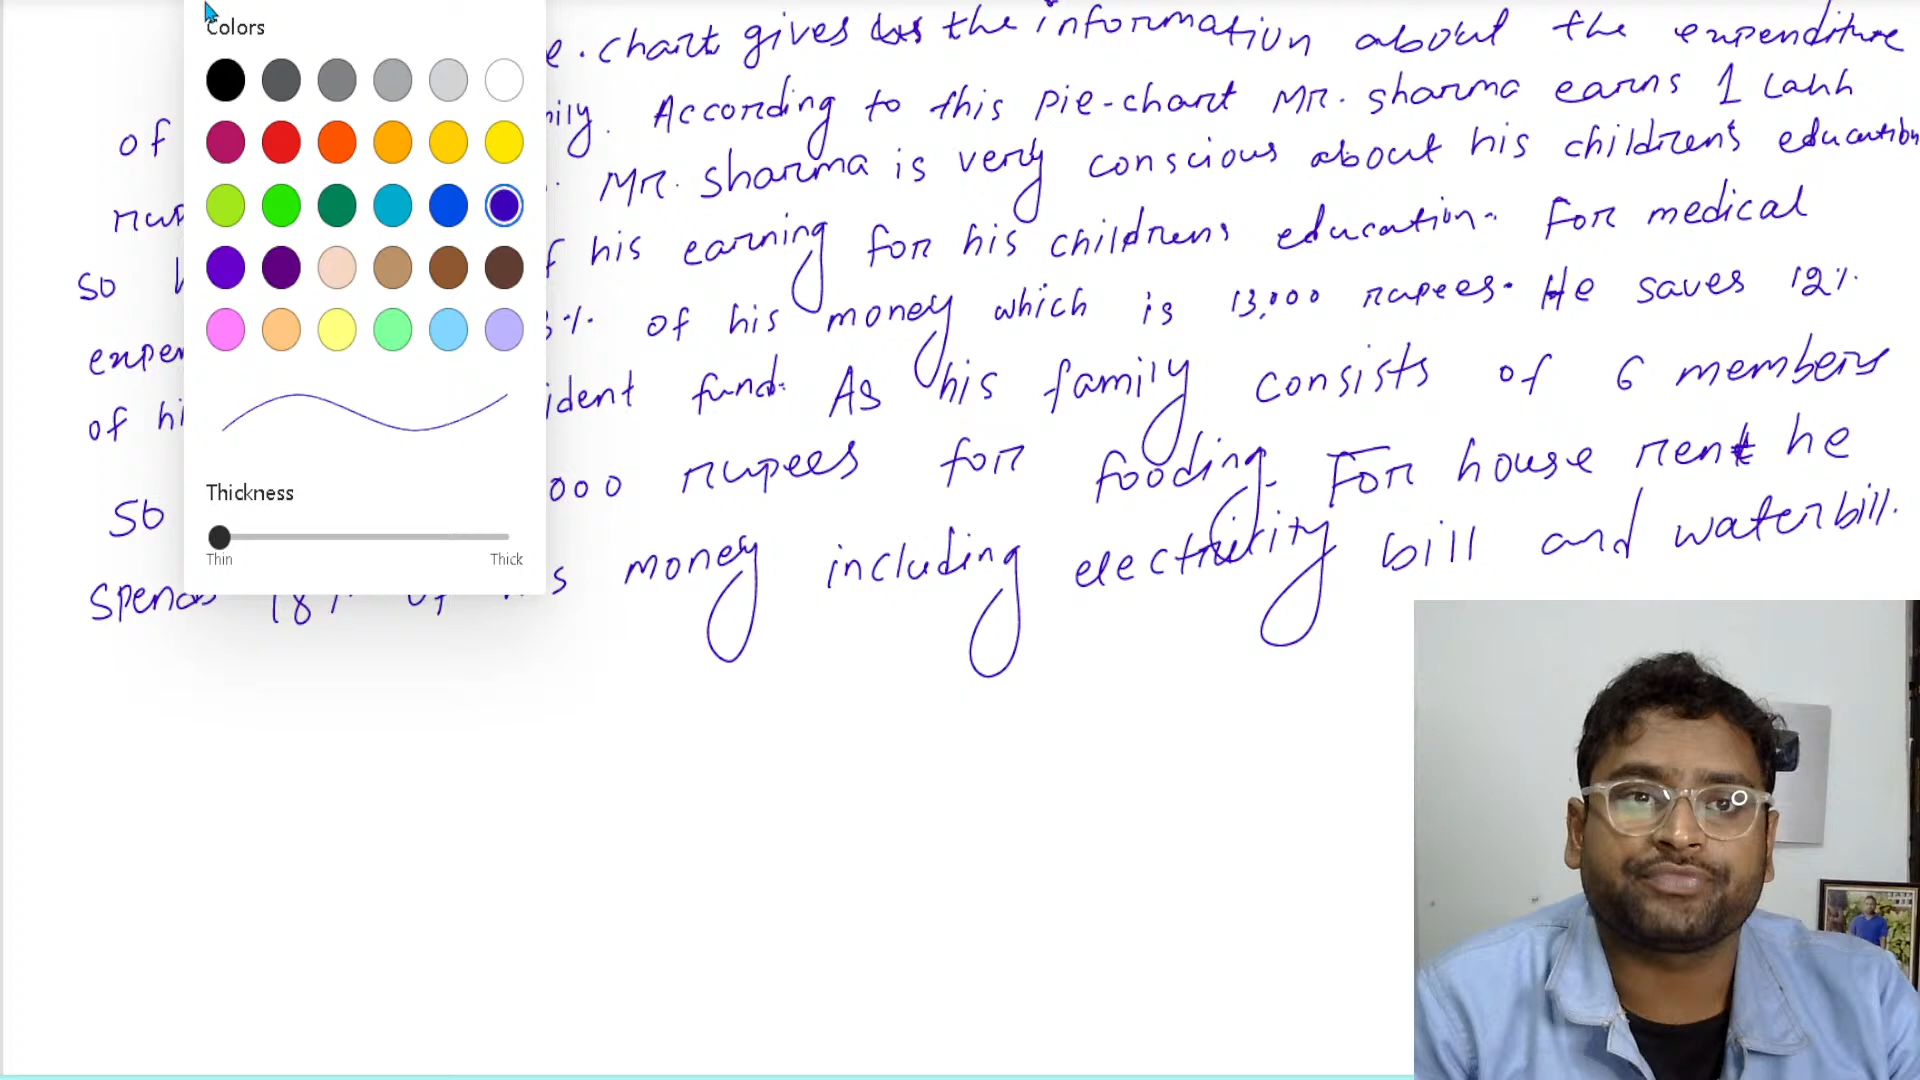 Colors
e. chart gives us the information about the expenditure
of ily. According to this pie-chart Mr. sharma earns 1 Lakh
rup . Mr. sharma is very conscious about his children's education
so f his earning for his childrens education. For medical
expen 3% of his money which is 13,000 rupees. He saves 12%.
of hi ident fund. As his family consists of 6 members
so 000 rupees for fooding. For house rent he
spends 18% of s money including electricity bill and waterbill.
Thickness
Thin Thick